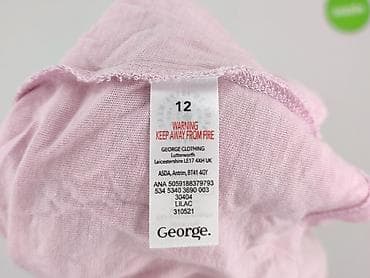 12
WARNING
KEEP AWAY FROM FIRE
GEORGE CLOTHING
Lutterworth
Leicestershire LE17 4XH UK
ASDA, Antrim, BT41 4GY
ANA 5059188379793
534 5340 3690 003
30404
LILAC
310521
George.